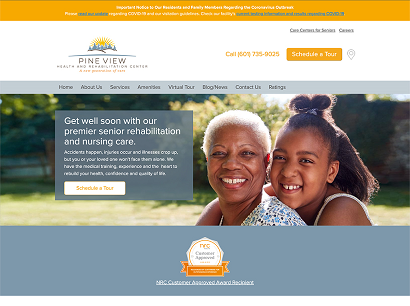 Important Notice to Our Residents and Family Members Regarding the Coronavirus Outbreak
Please read our update regarding COVID-19 and our visitation guidelines. Check our facility's current testing information and results regarding COVID-19
Care Centers for Seniors Careers
PINE VIEW
HEALTH AND REHABILITATION CENTER
A new generation of care.
Call (601) 735-9025
Schedule a Tour
Home About Us Services Amenities Virtual Tour Blog/News Contact Us Ratings
Get well soon with our
premier senior rehabilitation
and nursing care.
Accidents happen, injuries occur and illnesses crop up,
but you or your loved one won't face them alone. We
have the medical training, experience and the heart to
rebuild your health, confidence and quality of life.
Schedule a Tour
nrc
Customer
Approved
NRC Customer Approved Award Recipient